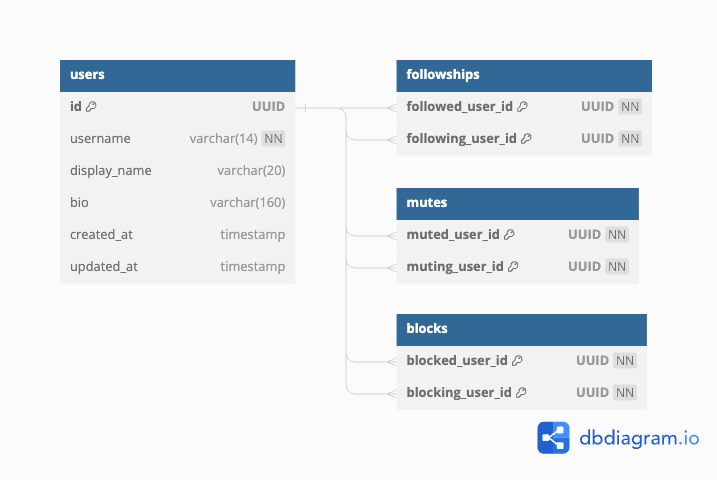 users
id UUID
username varchar(14) NN
display_name varchar(20)
bio varchar(160)
created_at timestamp
updated_at timestamp
followships
followed_user_id UUID NN
following_user_id UUID NN
mutes
muted_user_id UUID NN
muting_user_id UUID NN
blocks
blocked_user_id UUID NN
blocking_user_id UUID NN
dbdiagram.io